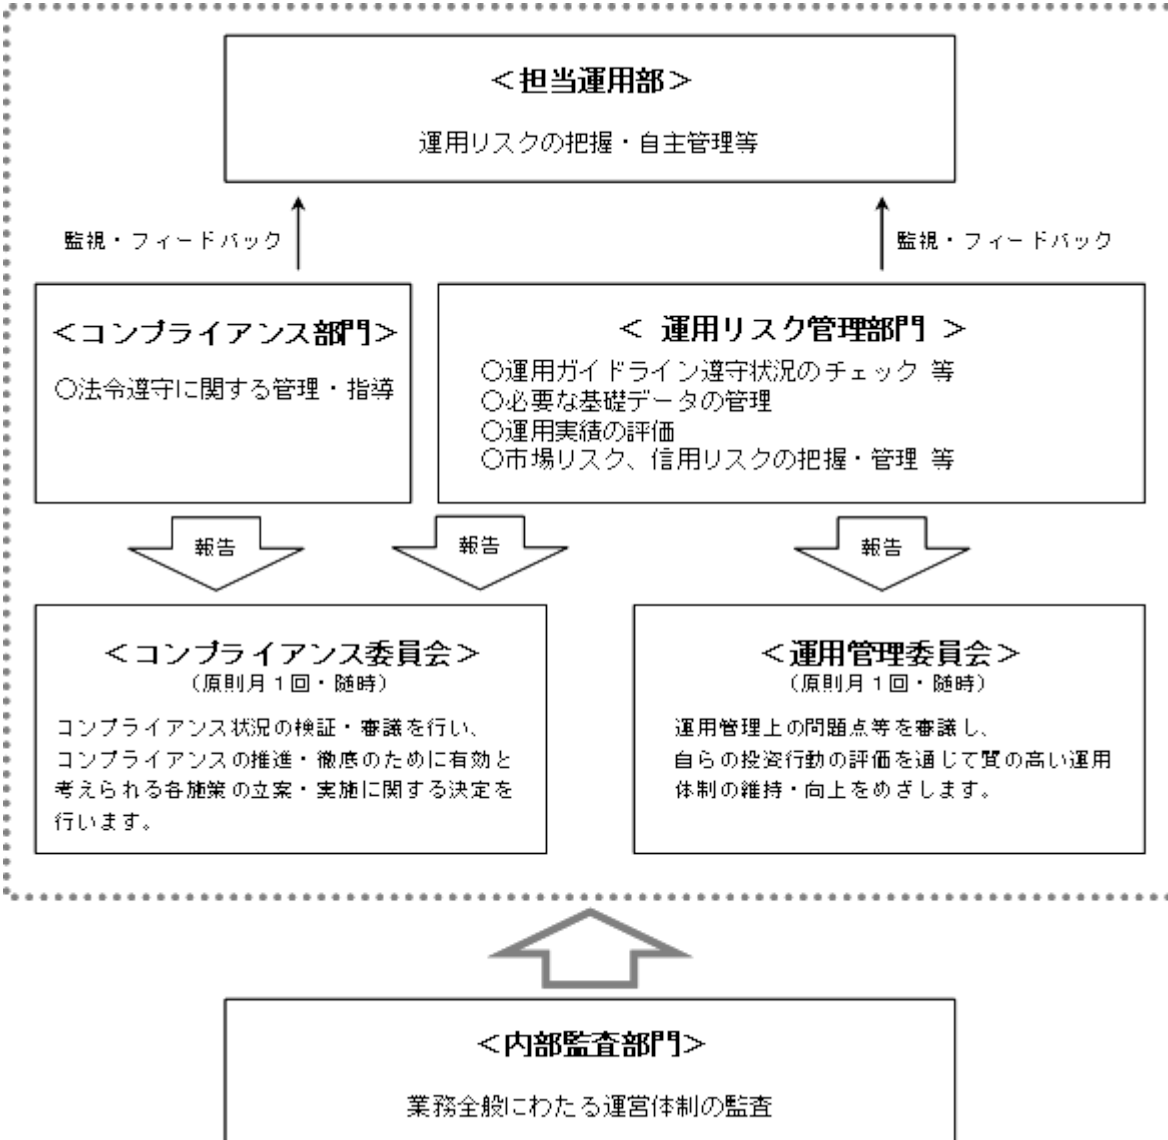 ＜担当運用部＞
運用リスクの把握・自主管理等
監視・フィードバック
監視・フィードバック
＜コンプライアンス部門＞
○法令遵守に関する管理・指導
＜ 運用リスク管理部門 ＞
○運用ガイドライン遵守状況のチェック 等
○必要な基礎データの管理
○運用実績の評価
○市場リスク、信用リスクの把握・管理 等
報告
報告
報告
＜コンプライアンス委員会＞
（原則月１回・随時）
コンプライアンス状況の検証・審議を行い、
コンプライアンスの推進・徹底のために有効と
考えられる各施策の立案・実施に関する決定を
行います。
＜運用管理委員会＞
（原則月１回・随時）
運用管理上の問題点等を審議し、
自らの投資行動の評価を通じて質の高い運用
体制の維持・向上をめざします。
＜内部監査部門＞
業務全般にわたる運営体制の監査